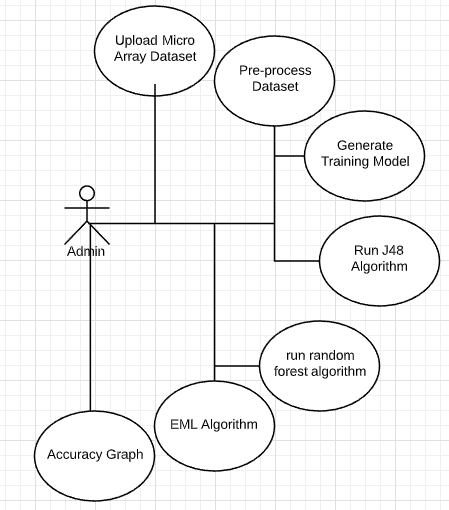 Upload Micro
Array Dataset
Pre-process
Dataset
Generate
Training Model
Admin
Run J48
Algorithm
run random
forest algorithm
EML Algorithm
Accuracy Graph